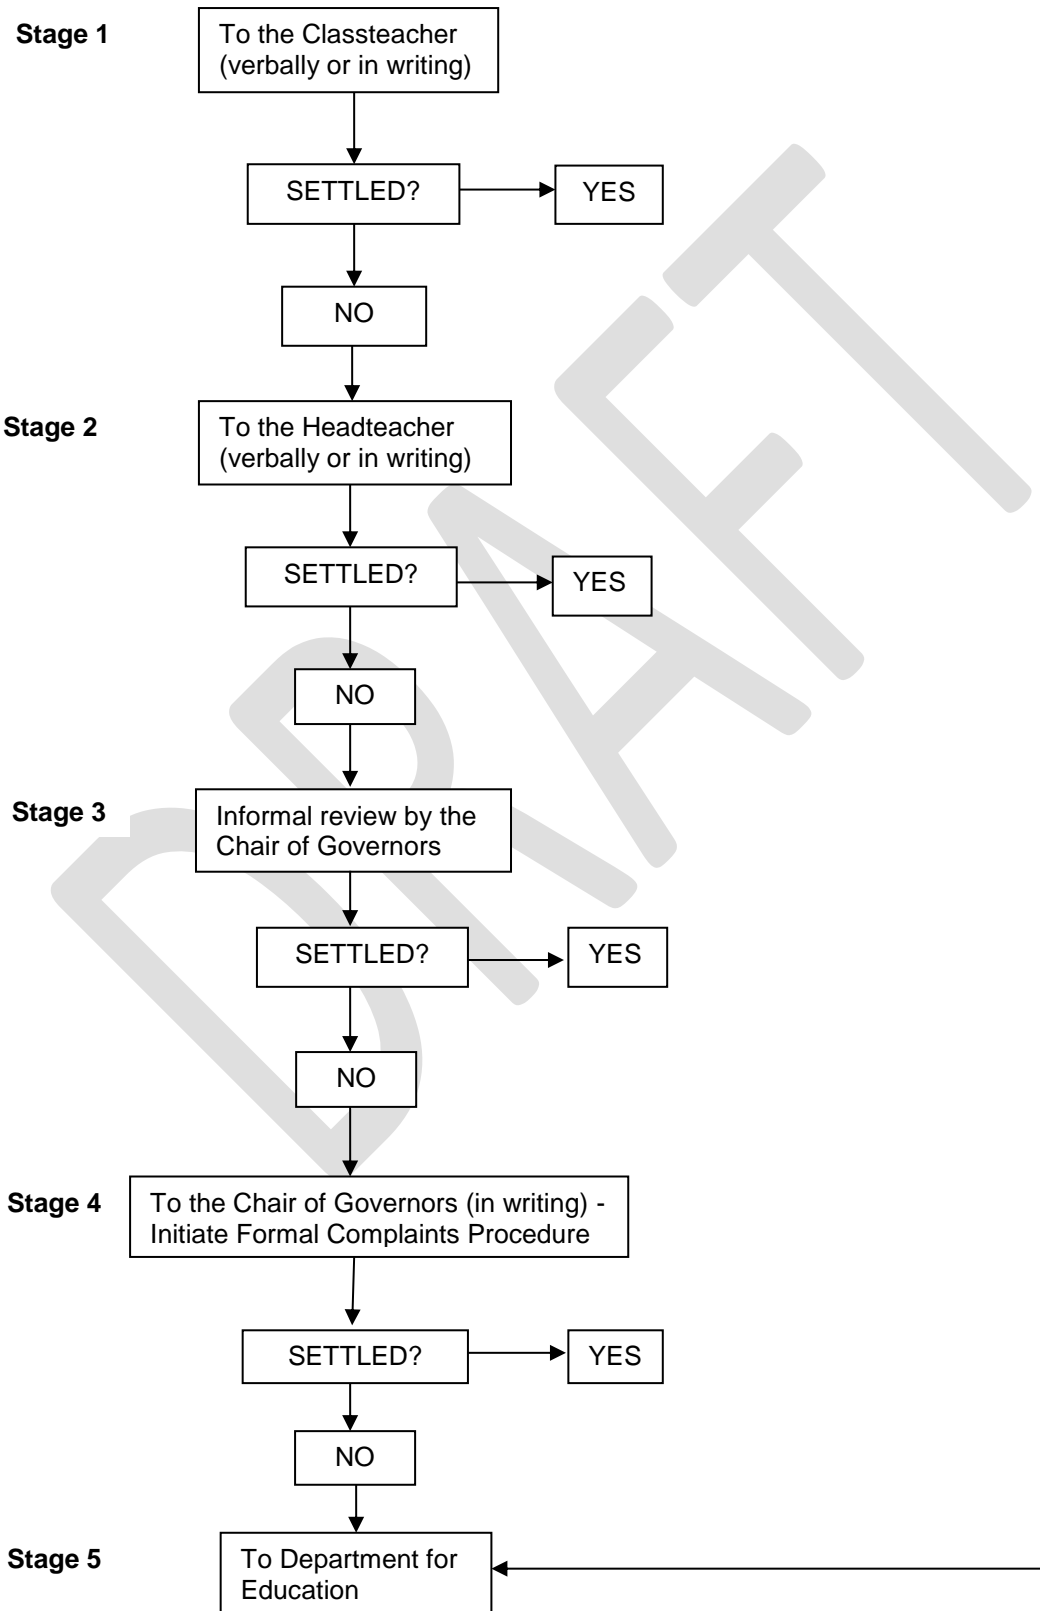 Stage 1
To the Classteacher
(verbally or in writing)
SETTLED?
YES
NO
Stage 2
To the Headteacher
(verbally or in writing)
SETTLED?
YES
NO
Stage 3
Informal review by the
Chair of Governors
SETTLED?
YES
NO
Stage 4
To the Chair of Governors (in writing) -
Initiate Formal Complaints Procedure
SETTLED?
YES
NO
Stage 5
To Department for
Education
DRAFT